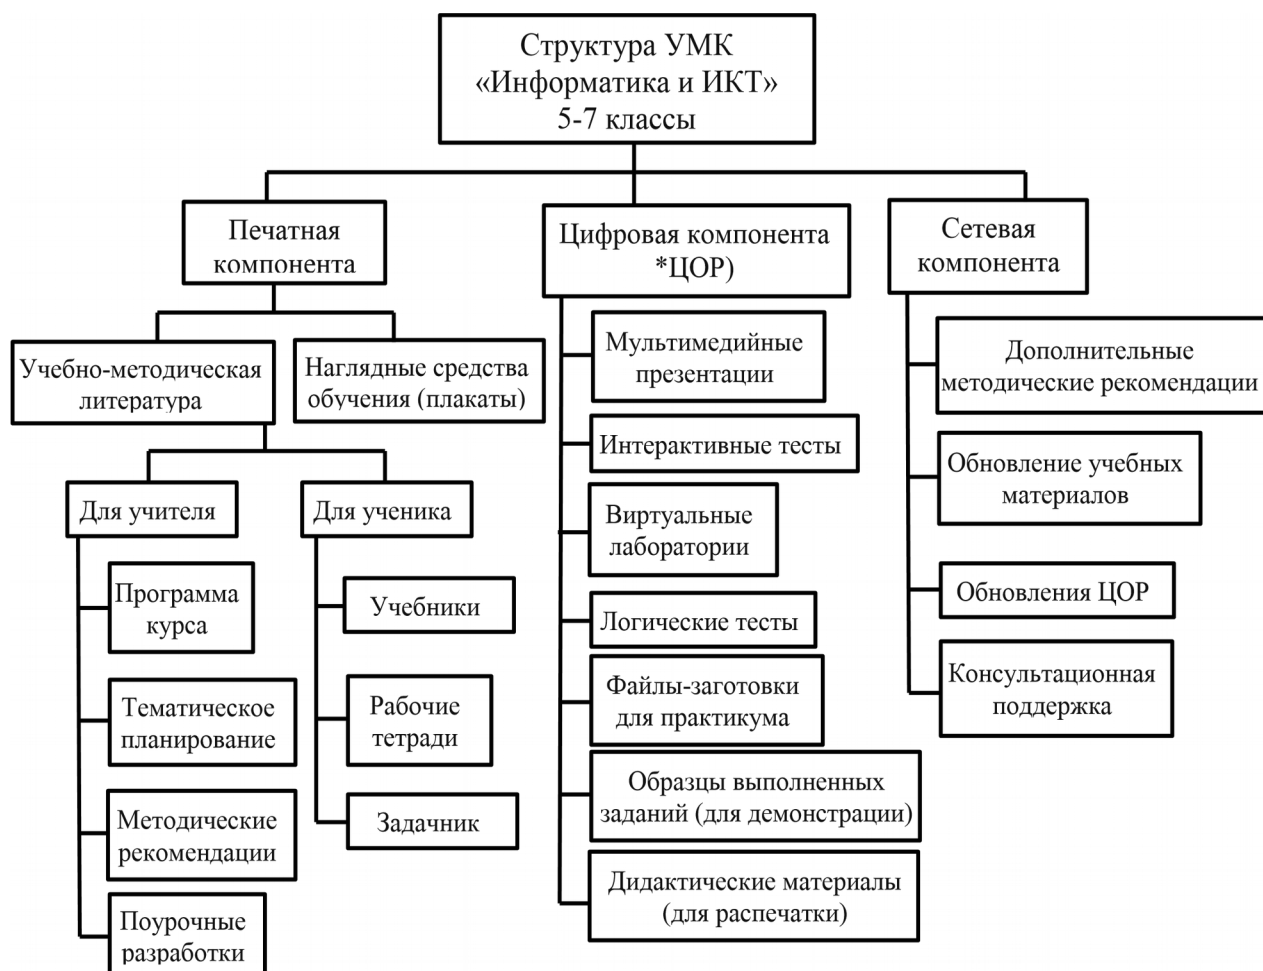 Структура УМК
«Информатика и ИКТ»
5-7 классы
Печатная
компонента
Цифровая компонента
*ЦОР)
Сетевая
компонента
Учебно-методическая
литература
Наглядные средства
обучения (плакаты)
Для учителя
Для ученика
Программа
курса
Тематическое
планирование
Методические
рекомендации
Поурочные
разработки
Учебники
Рабочие
тетради
Задачник
Мультимедийные
презентации
Интерактивные тесты
Виртуальные
лаборатории
Логические тесты
Файлы-заготовки
для практикума
Образцы выполненных
заданий (для демонстрации)
Дидактические материалы
(для распечатки)
Дополнительные
методические рекомендации
Обновление учебных
материалов
Обновления ЦОР
Консультационная
поддержка